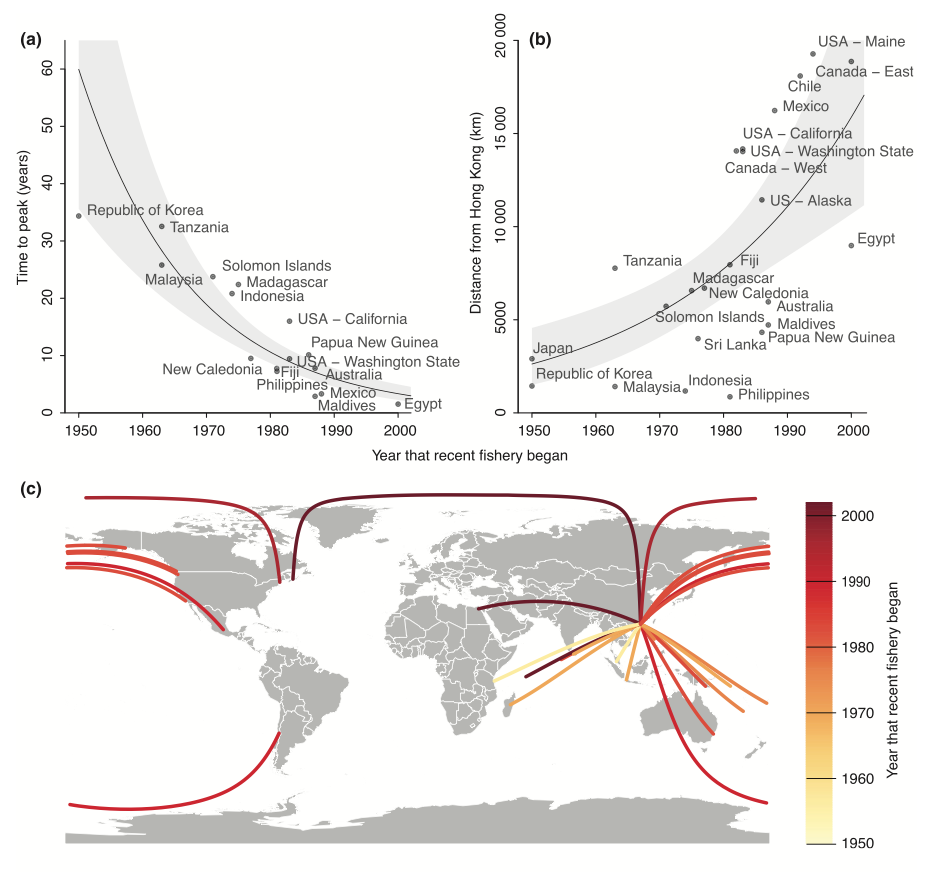 (a)
Time to peak (years)
60
50
40
30
20
10
0
Republic of Korea
Tanzania
Malaysia
Solomon Islands
Madagascar
Indonesia
USA – California
Papua New Guinea
USA – Washington State
New Caledonia
Fiji
Australia
Philippines
Mexico
Maldives
Egypt
1950
1960
1970
1980
1990
2000
(b)
Distance from Hong Kong (km)
20 000
15 000
10 000
5000
0
USA – Maine
Canada – East
Chile
Mexico
USA – California
USA – Washington State
Canada – West
US – Alaska
Egypt
Tanzania
Fiji
Madagascar
New Caledonia
Australia
Solomon Islands
Maldives
Papua New Guinea
Sri Lanka
Japan
Republic of Korea
Malaysia
Indonesia
Philippines
1950
1960
1970
1980
1990
2000
Year that recent fishery began
(c)
2000
1990
1980
1970
1960
1950
Year that recent fishery began